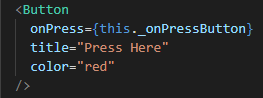 <Button
onPress={this._onPressButton}
title="Press Here"
color="red"
/>